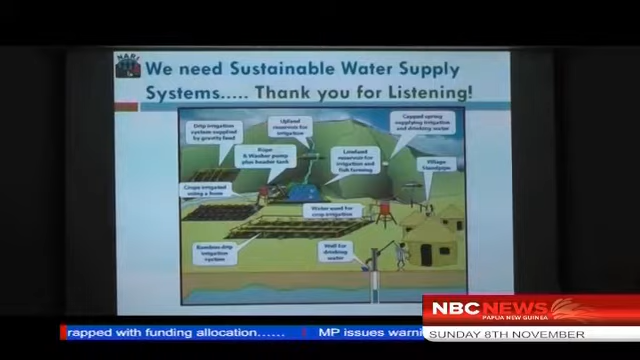 NARI
We need Sustainable Water Supply
Systems..... Thank you for Listening!
Drip irrigation
system supplied
by gravity feed
Upland
reservoir for
irrigation
Capped spring
supplying irrigation
and drinking water
Rope
& Washer pump
plus header tank
Lowland
reservoir for
irrigation and
fish farming
Village
Standpipe
Crops irrigated
using a hose
Water used for
crop irrigation
Bamboo drip
irrigation
system
Well for
drinking
water
NBC NEWS
PAPUA NEW GUINEA
SUNDAY 8TH NOVEMBER
rapped with funding allocation...... MP issues warni